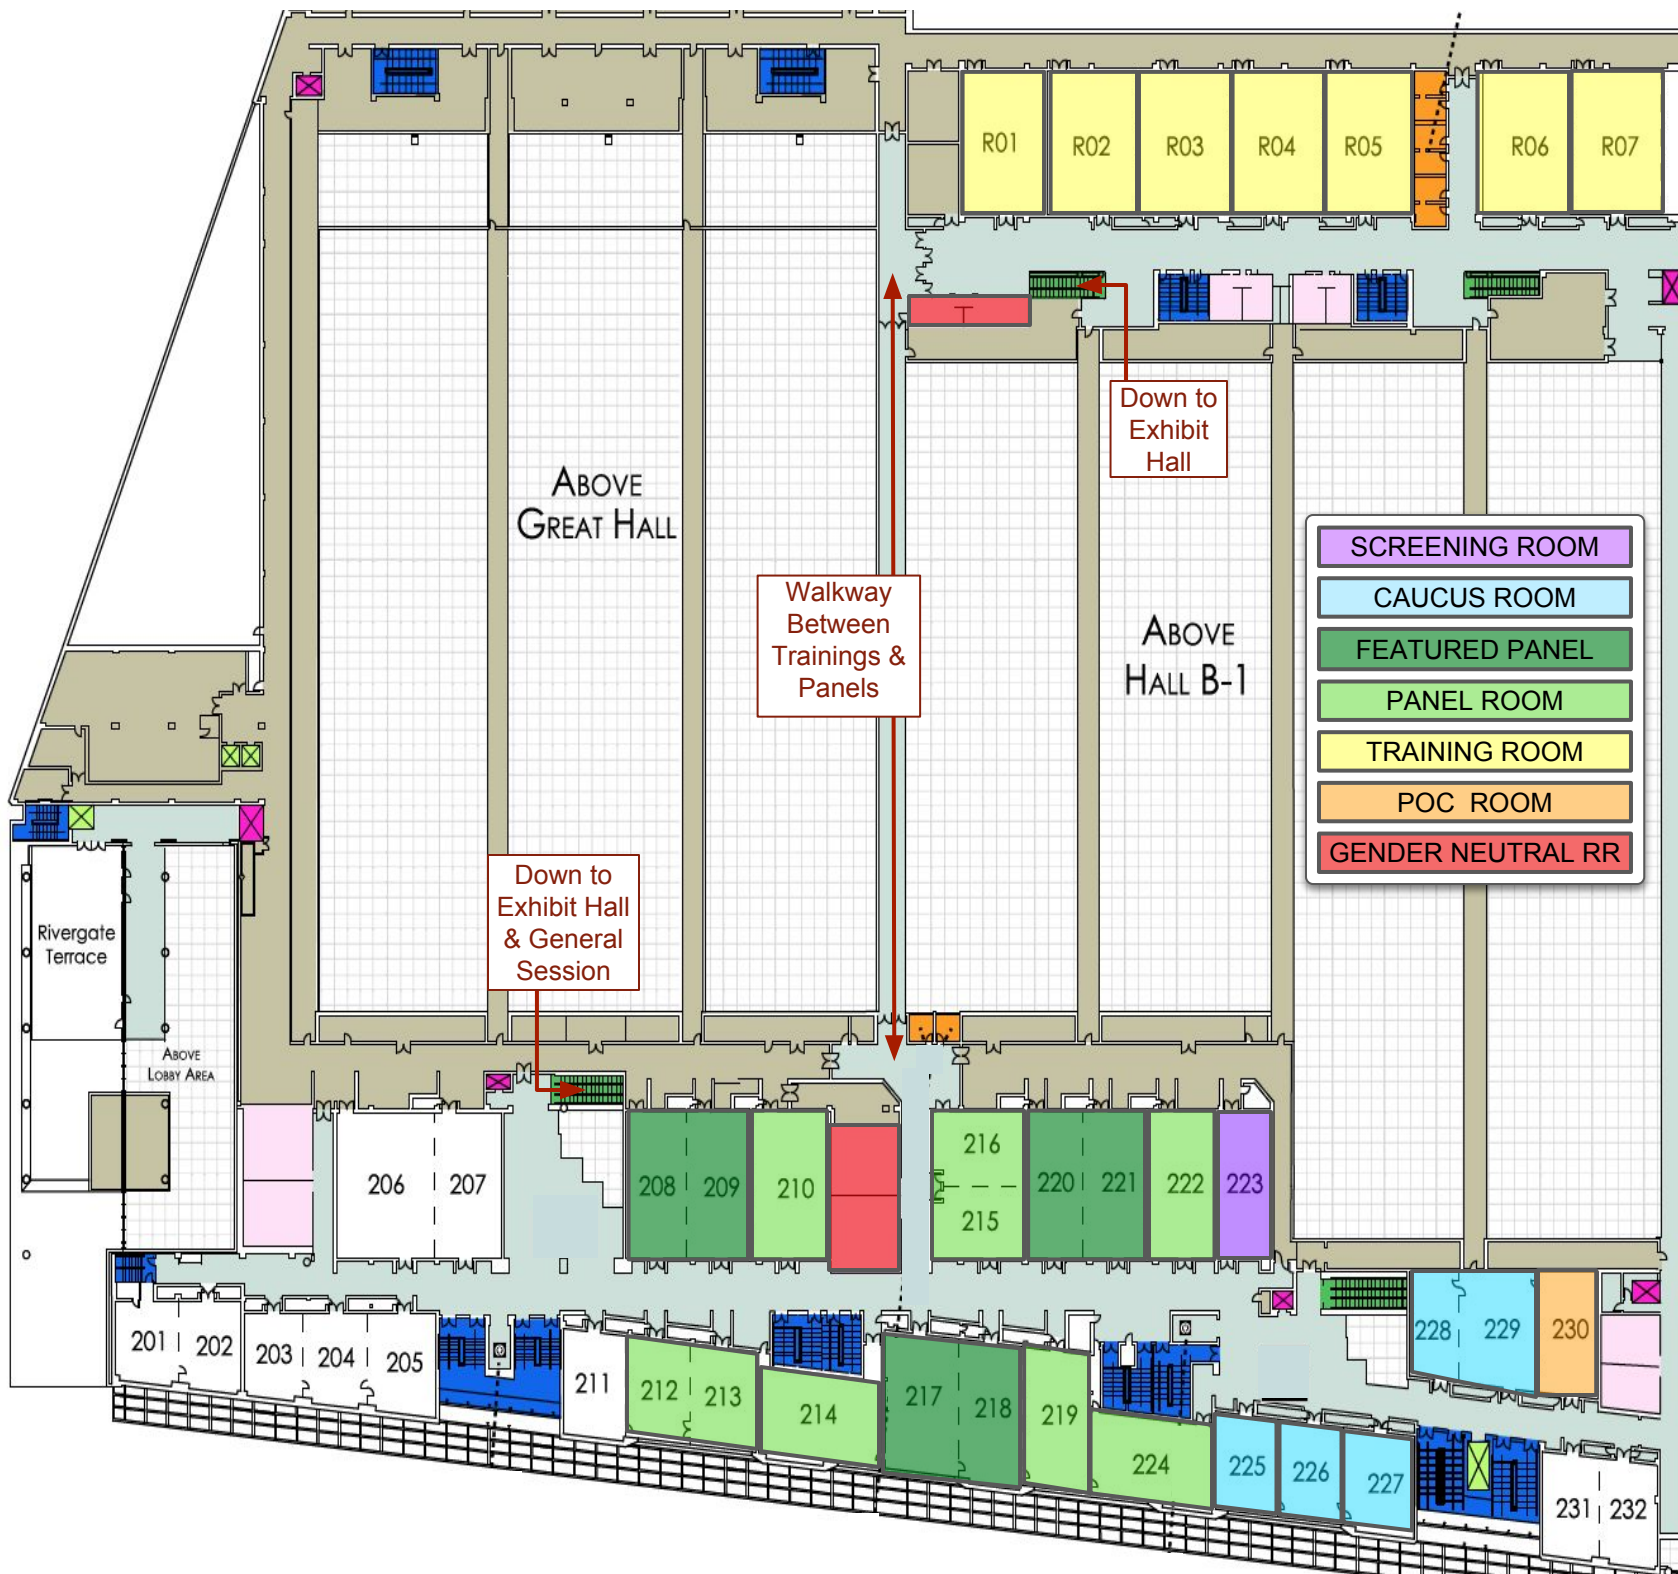 R01
R02
R03
R04
R05
R06
R07
Down to
Exhibit
Hall
ABOVE
GREAT HALL
SCREENING ROOM
CAUCUS ROOM
FEATURED PANEL
PANEL ROOM
TRAINING ROOM
POC ROOM
GENDER NEUTRAL RR
Walkway
Between
Trainings &
Panels
ABOVE
HALL B-1
Down to
Exhibit Hall
& General
Session
Rivergate
Terrace
ABOVE
LOBBY AREA
206
207
208
209
210
216
215
220
221
222
223
201
202
203
204
205
211
212
213
214
217
218
219
224
225
226
227
228
229
230
231
232